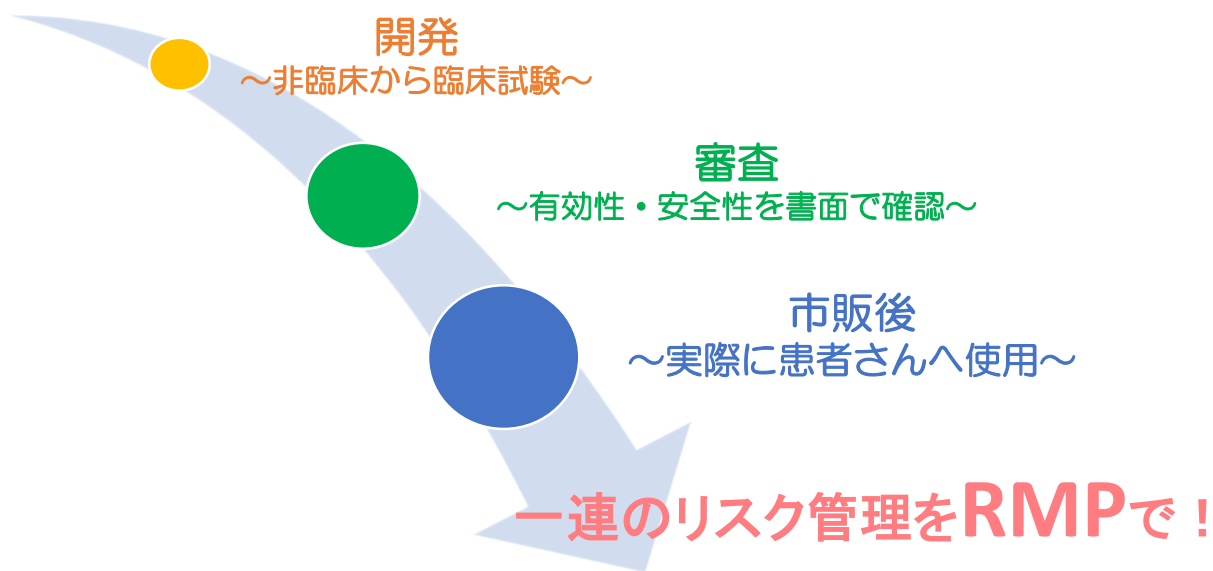 開発
～非臨床から臨床試験～
審査
～有効性・安全性を書面で確認～
市販後
～実際に患者さんへ使用～
一連のリスク管理をRMPで！